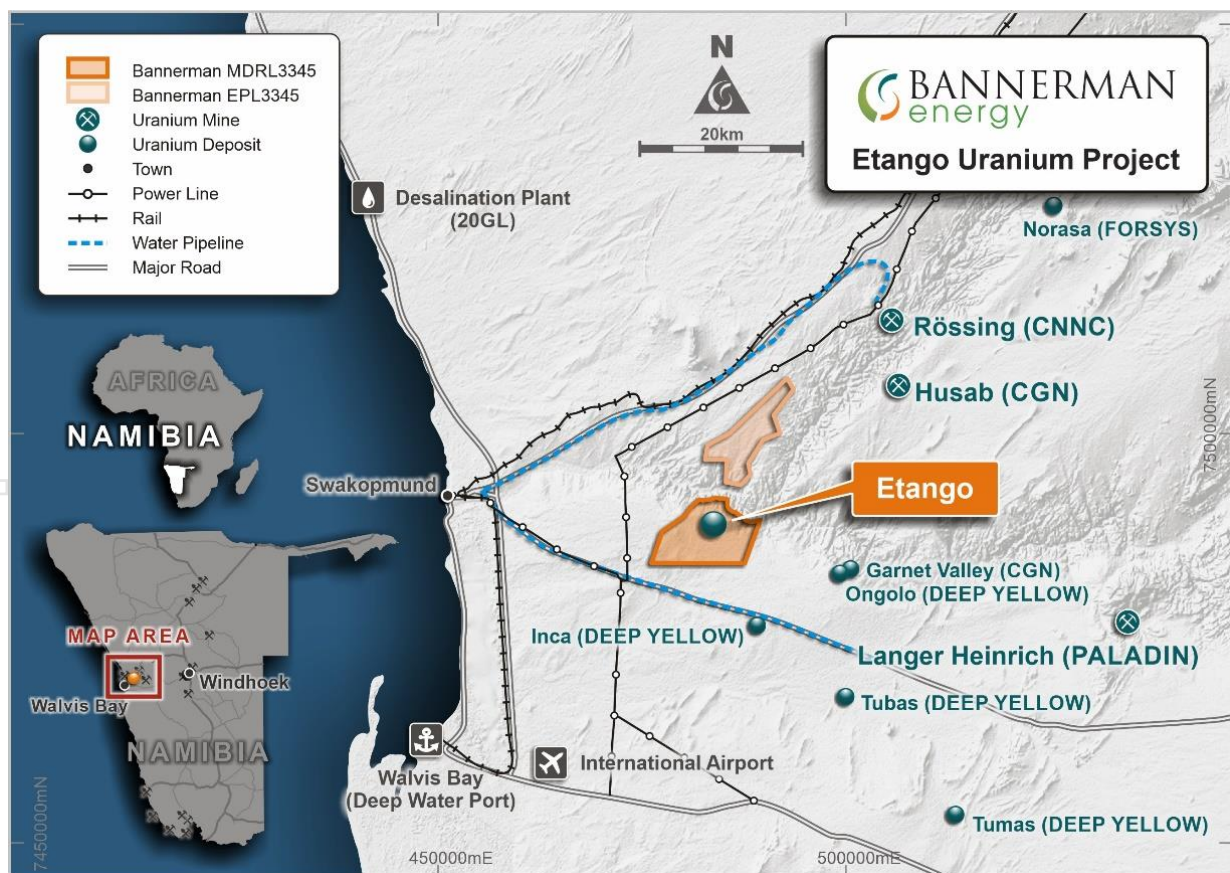 Bannerman MDRL3345
Bannerman EPL3345
Uranium Mine
Uranium Deposit
Town
Power Line
Rail
Water Pipeline
Major Road
N
20km
BANNERMAN
energy
Etango Uranium Project
Desalination Plant
(20GL)
Norasa (FORSYS)
Rössing (CNNC)
Husab (CGN)
AFRICA
NAMIBIA
Swakopmund
Etango
7500000mN
Garnet Valley (CGN)
Ongolo (DEEP YELLOW)
Inca (DEEP YELLOW)
Langer Heinrich (PALADIN)
Tubas (DEEP YELLOW)
MAP AREA
Windhoek
Walvis Bay
NAMIBIA
Walvis Bay
(Deep Water Port)
International Airport
Tumas (DEEP YELLOW)
7450000mN
450000mE
500000mE